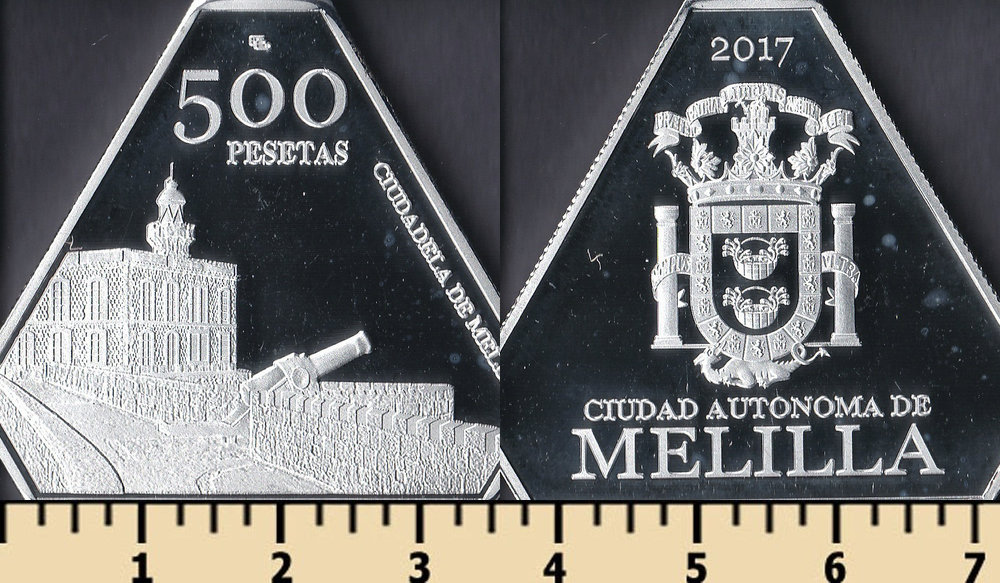 500
PESETAS
CIUDADELA DE MEL
2017
CIUDAD AUTONOMA DE
MELILLA
1 2 3 4 5 6 7